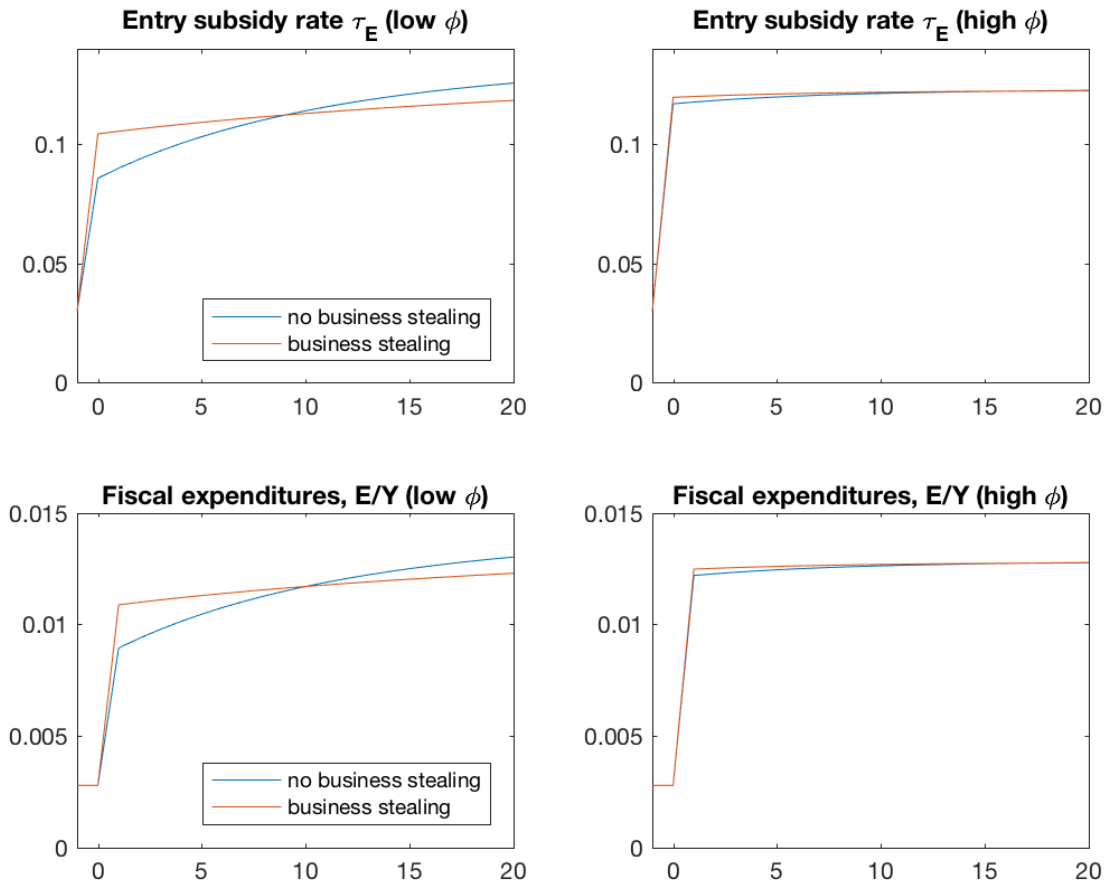 Entry subsidy rate τ_E (low ϕ)
0.1
0.05
0
no business stealing
business stealing
0 5 10 15 20
Entry subsidy rate τ_E (high ϕ)
0.1
0.05
0
0 5 10 15 20
Fiscal expenditures, E/Y (low ϕ)
0.015
0.01
0.005
0
no business stealing
business stealing
0 5 10 15 20
Fiscal expenditures, E/Y (high ϕ)
0.015
0.01
0.005
0
0 5 10 15 20